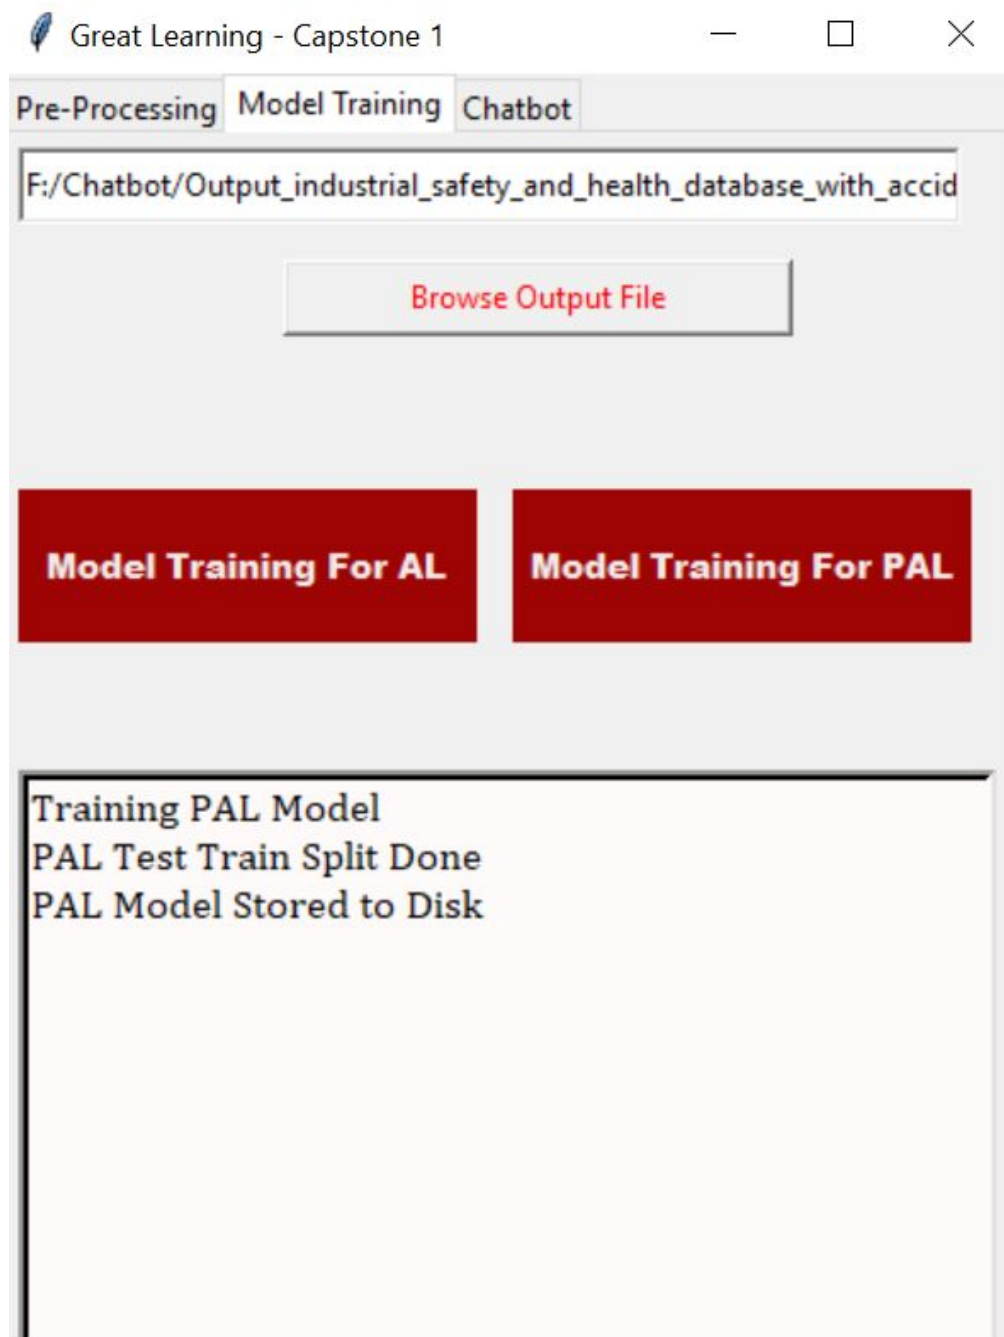 Great Learning - Capstone 1
Pre-Processing Model Training Chatbot
F:/Chatbot/Output_industrial_safety_and_health_database_with_accid
Browse Output File
Model Training For AL Model Training For PAL
Training PAL Model
PAL Test Train Split Done
PAL Model Stored to Disk